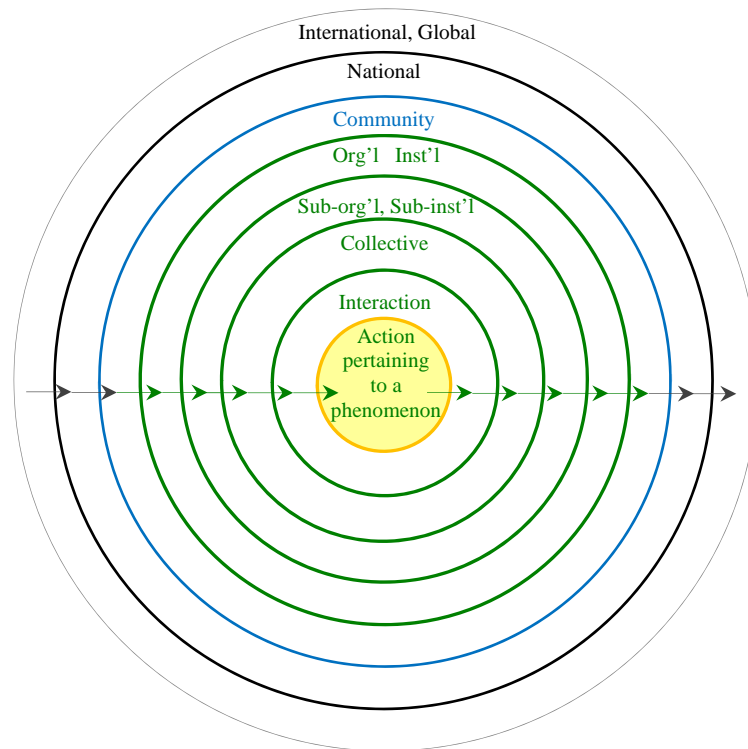 International, Global
National
Community
Org’l Inst’l
Sub-org’l, Sub-inst’l
Collective
Interaction
Action
pertaining
to a
phenomenon